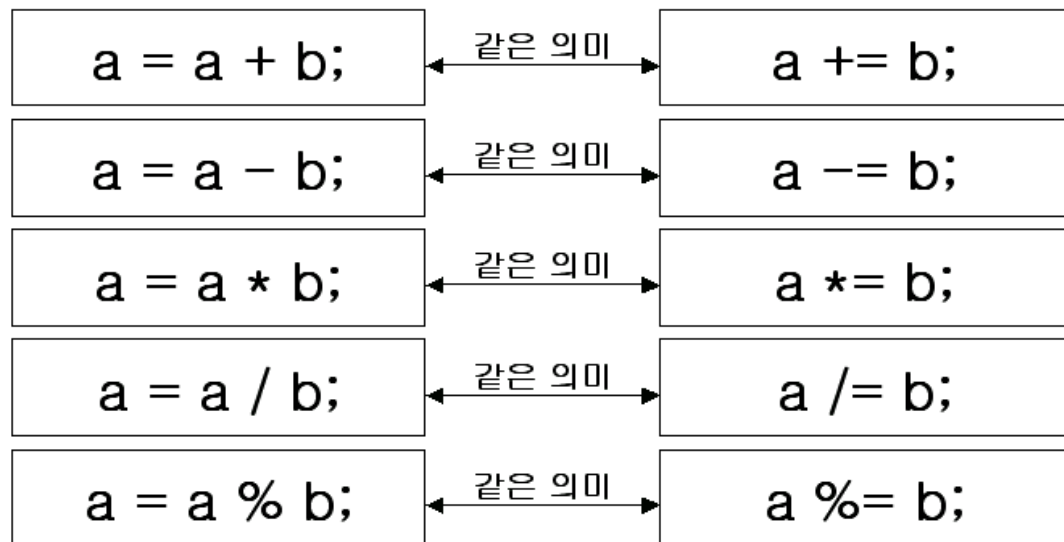 a = a + b; 같은 의미 a += b;
a = a - b; 같은 의미 a -= b;
a = a * b; 같은 의미 a *= b;
a = a / b; 같은 의미 a /= b;
a = a % b; 같은 의미 a %= b;